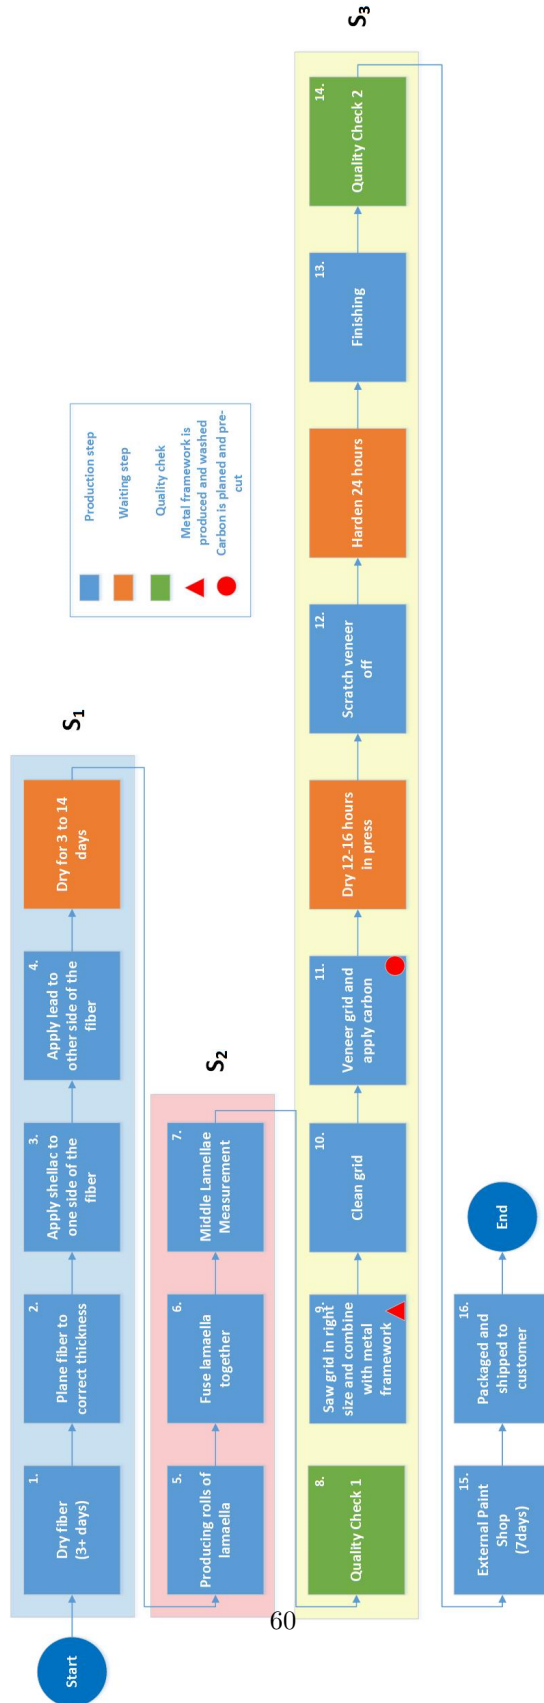 Start
1.
Dry fiber
(3+ days)
2.
Plane fiber to
correct thickness
3.
Apply shellac to
one side of the
fiber
4.
Apply lead to
other side of the
fiber
Dry for 3 to 14
days
S₁
5.
Producing rolls of
lamaella
6.
Fuse lamaella
together
7.
Middle Lamellae
Measurement
S₂
8.
Quality Check 1
9.
Saw grid in right
size and combine
with metal
framework
10.
Clean grid
11.
Veneer grid and
apply carbon
Dry 12-16 hours
in press
12.
Scratch veneer
off
Harden 24 hours
13.
Finishing
14.
Quality Check 2
S₃
15.
External Paint
Shop
(7days)
16.
Packaged and
shipped to
customer
End
Production step
Waiting step
Quality chek
Metal framework is
produced and washed
Carbon is planed and pre-
cut
60